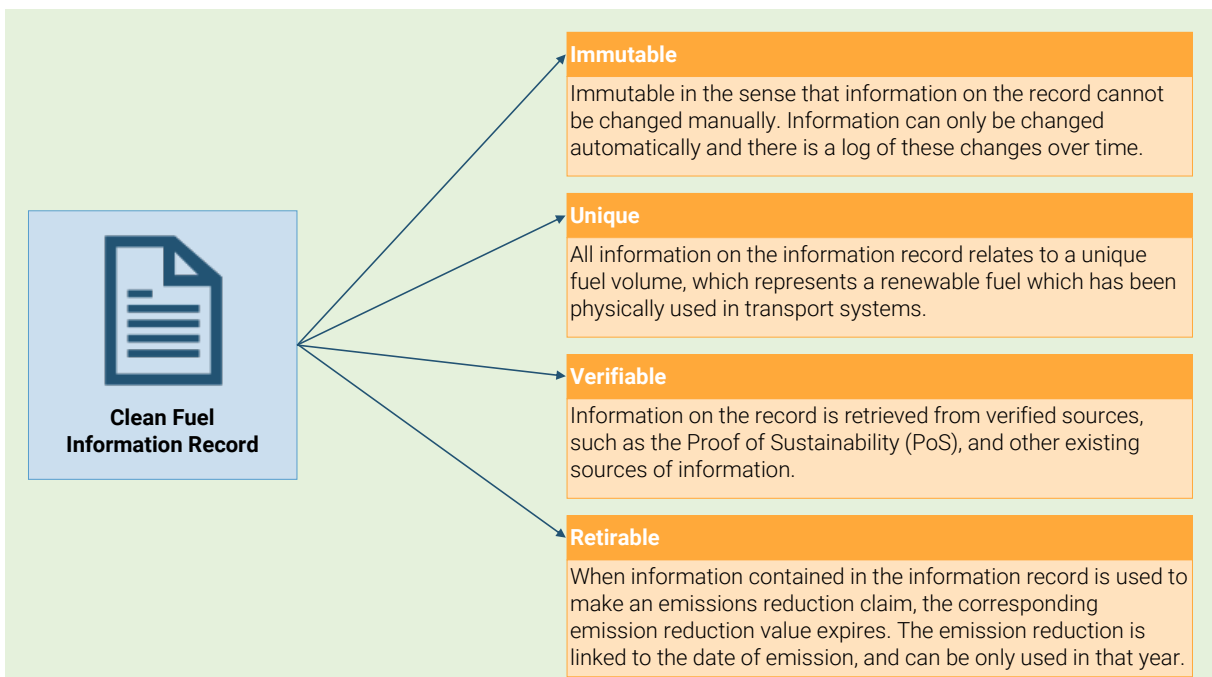 Clean Fuel
Information Record
Immutable
Immutable in the sense that information on the record cannot
be changed manually. Information can only be changed
automatically and there is a log of these changes over time.
Unique
All information on the information record relates to a unique
fuel volume, which represents a renewable fuel which has been
physically used in transport systems.
Verifiable
Information on the record is retrieved from verified sources,
such as the Proof of Sustainability (PoS), and other existing
sources of information.
Retirable
When information contained in the information record is used to
make an emissions reduction claim, the corresponding
emission reduction value expires. The emission reduction is
linked to the date of emission, and can be only used in that year.